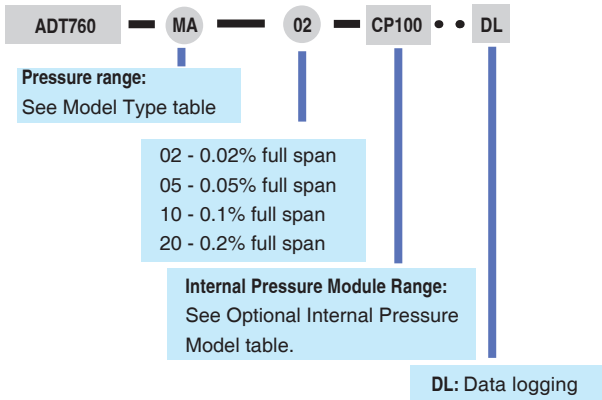 ADT760 — MA — 02 — CP100 •• DL
Pressure range:
See Model Type table
02 - 0.02% full span
05 - 0.05% full span
10 - 0.1% full span
20 - 0.2% full span
Internal Pressure Module Range:
See Optional Internal Pressure
Model table.
DL: Data logging